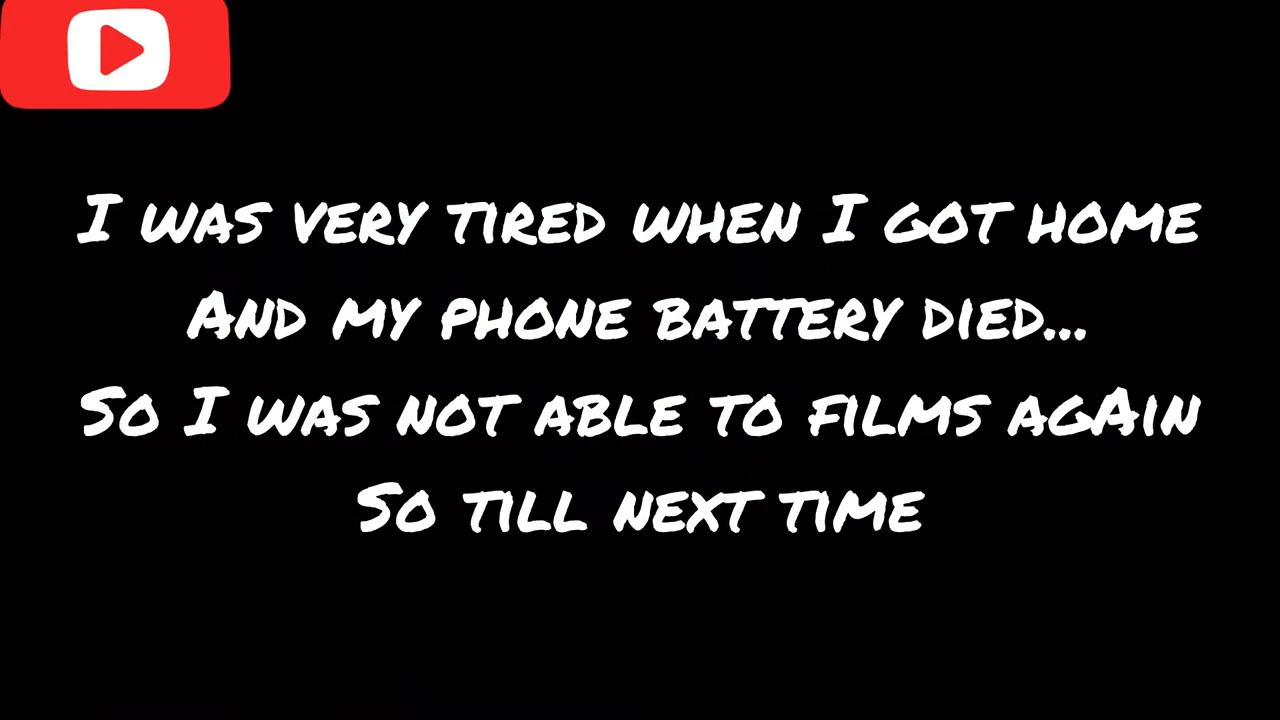 I was very tired when I got home
And my phone battery died...
So I was not able to films agAin
So till next time